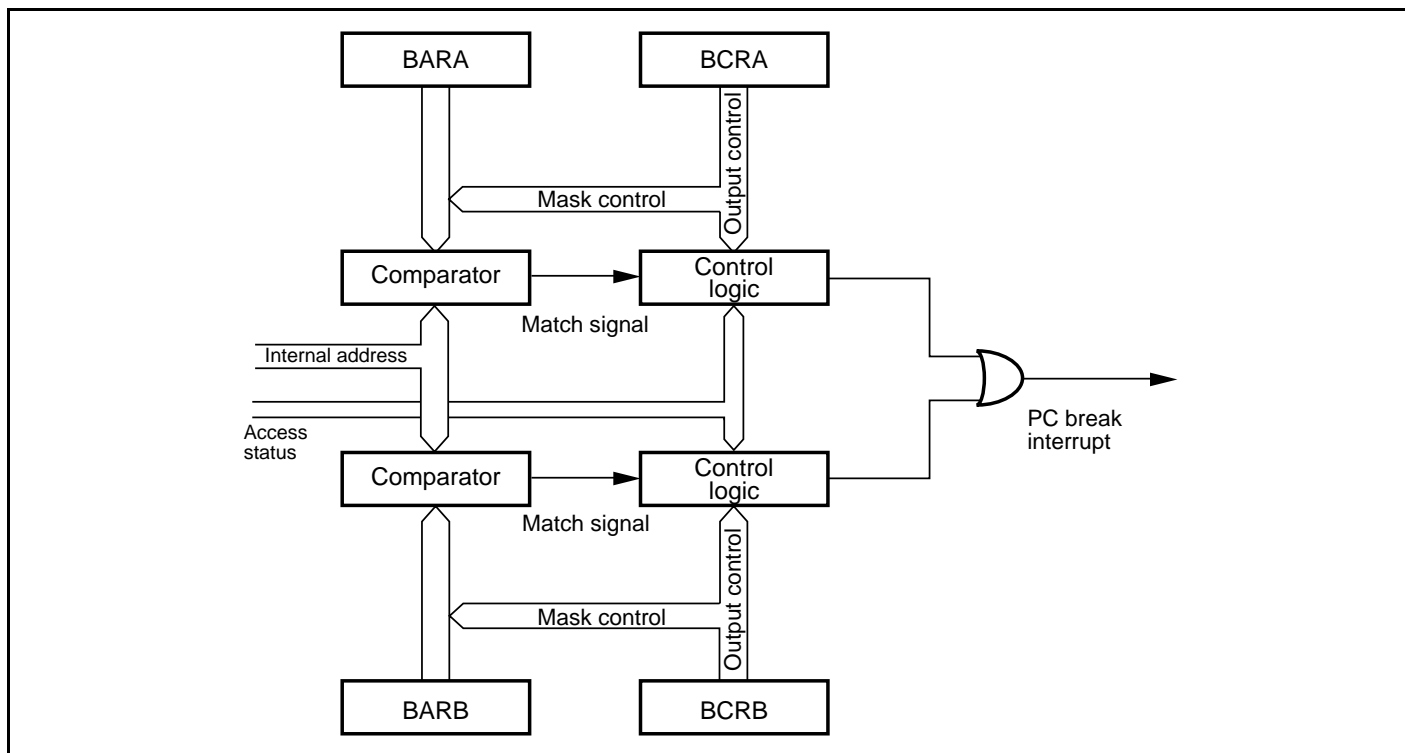 BARA
BCRA
Output control
Mask control
Comparator
Control
logic
Match signal
Internal address
Access
status
PC break
interrupt
Comparator
Control
logic
Match signal
Output control
Mask control
BARB
BCRB